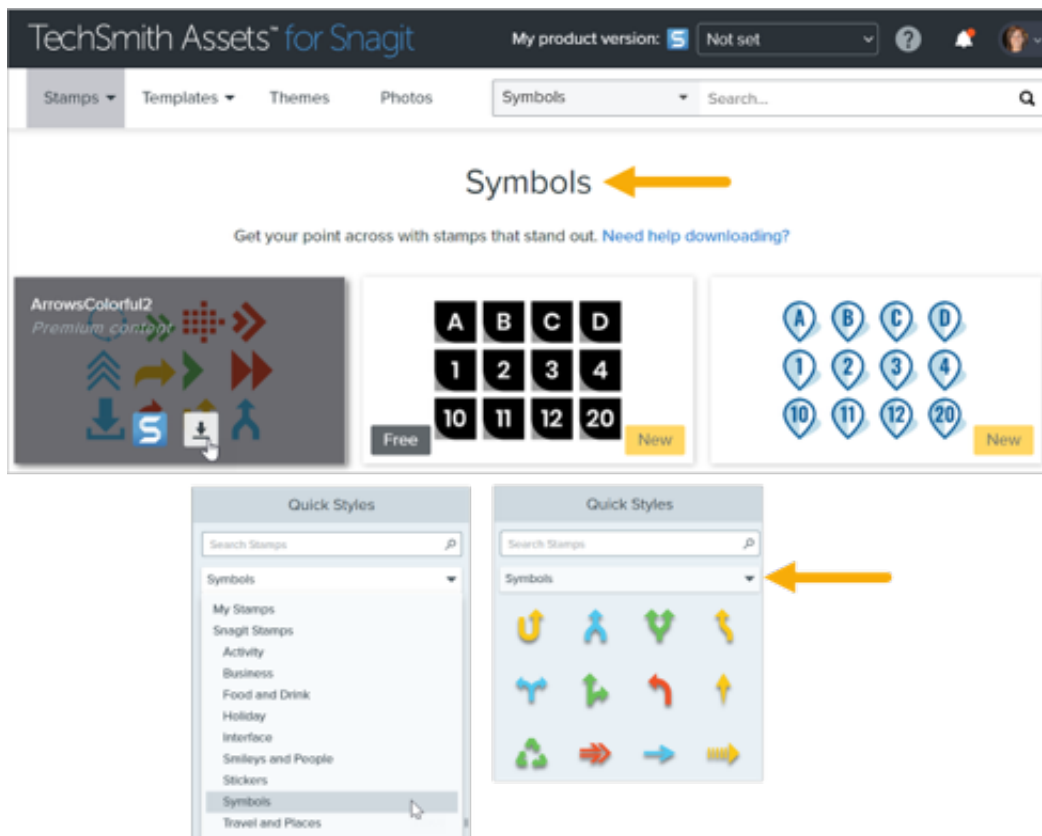 TechSmith Assets™ for Snagit My product version: S Not set ?
Stamps Templates Themes Photos Symbols Search...
Symbols
Get your point across with stamps that stand out. Need help downloading?
ArrowsColorful2
Premium content
S
A B C D
1 2 3 4
10 11 12 20
Free New
A B C D
1 2 3 4
10 11 12 20
New
Quick Styles
Search Stamps
Symbols
My Stamps
Snagit Stamps
Activity
Business
Food and Drink
Holiday
Interface
Smileys and People
Stickers
Symbols
Travel and Places
Quick Styles
Search Stamps
Symbols